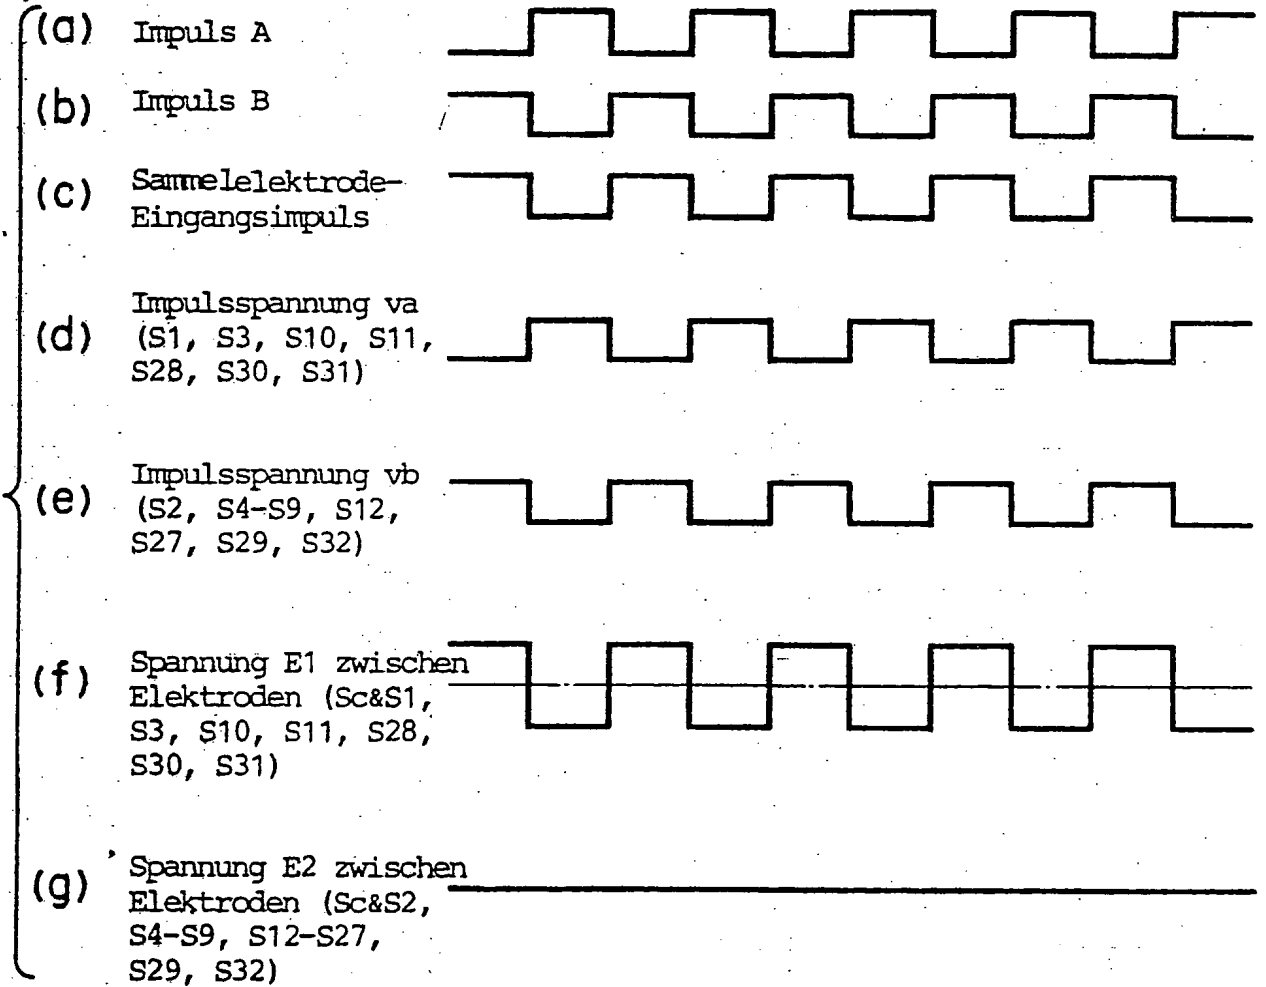 (a) Impuls A
(b) Impuls B
(c) Sammelelektrode-
Eingangsimpuls
(d) Impulsspannung va
(S1, S3, S10, S11,
S28, S30, S31)
(e) Impulsspannung vb
(S2, S4-S9, S12,
S27, S29, S32)
(f) Spannung E1 zwischen
Elektroden (Sc&S1,
S3, S10, S11, S28,
S30, S31)
(g) Spannung E2 zwischen
Elektroden (Sc&S2,
S4-S9, S12-S27,
S29, S32)